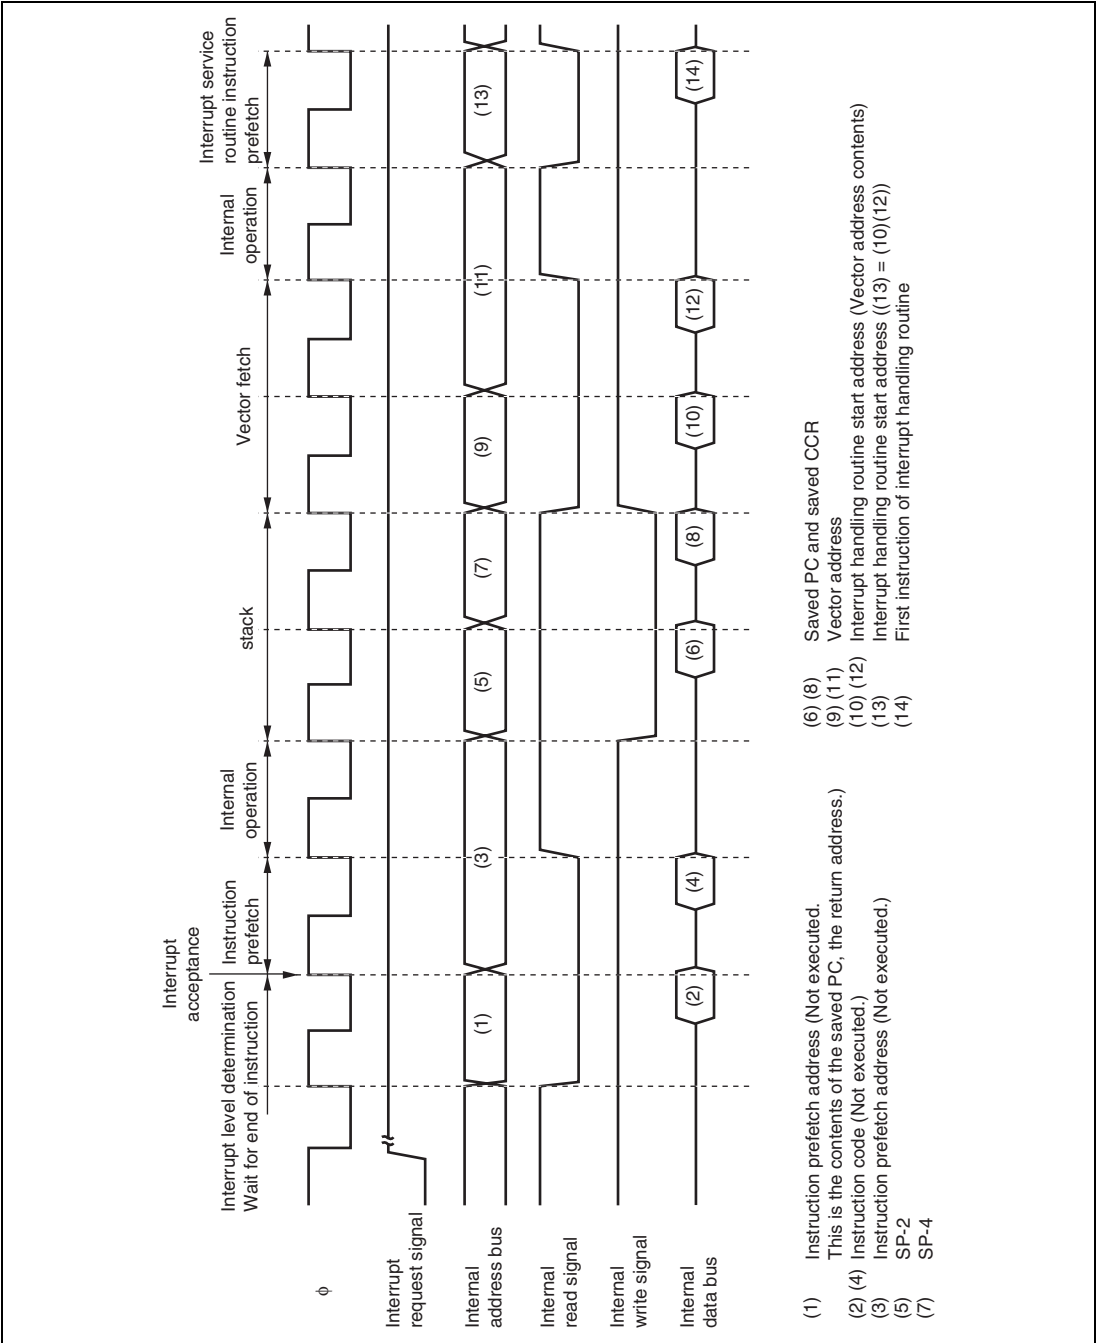 Interrupt
acceptance
Interrupt level determination
Wait for end of instruction
Instruction
prefetch
Internal
operation
stack
Vector fetch
Internal
operation
Interrupt service
routine instruction
prefetch
φ
Interrupt
request signal
Internal
address bus
(1)
(3)
(5)
(7)
(9)
(11)
(13)
Internal
read signal
Internal
write signal
Internal
data bus
(2)
(4)
(6)
(8)
(10)
(12)
(14)
(1) Instruction prefetch address (Not executed.
This is the contents of the saved PC, the return address.)
(2) (4) Instruction code (Not executed.)
(3) Instruction prefetch address (Not executed.)
(5) SP-2
(7) SP-4
(6) (8) Saved PC and saved CCR
(9) (11) Vector address
(10) (12) Interrupt handling routine start address (Vector address contents)
(13) Interrupt handling routine start address ((13) = (10)(12))
(14) First instruction of interrupt handling routine